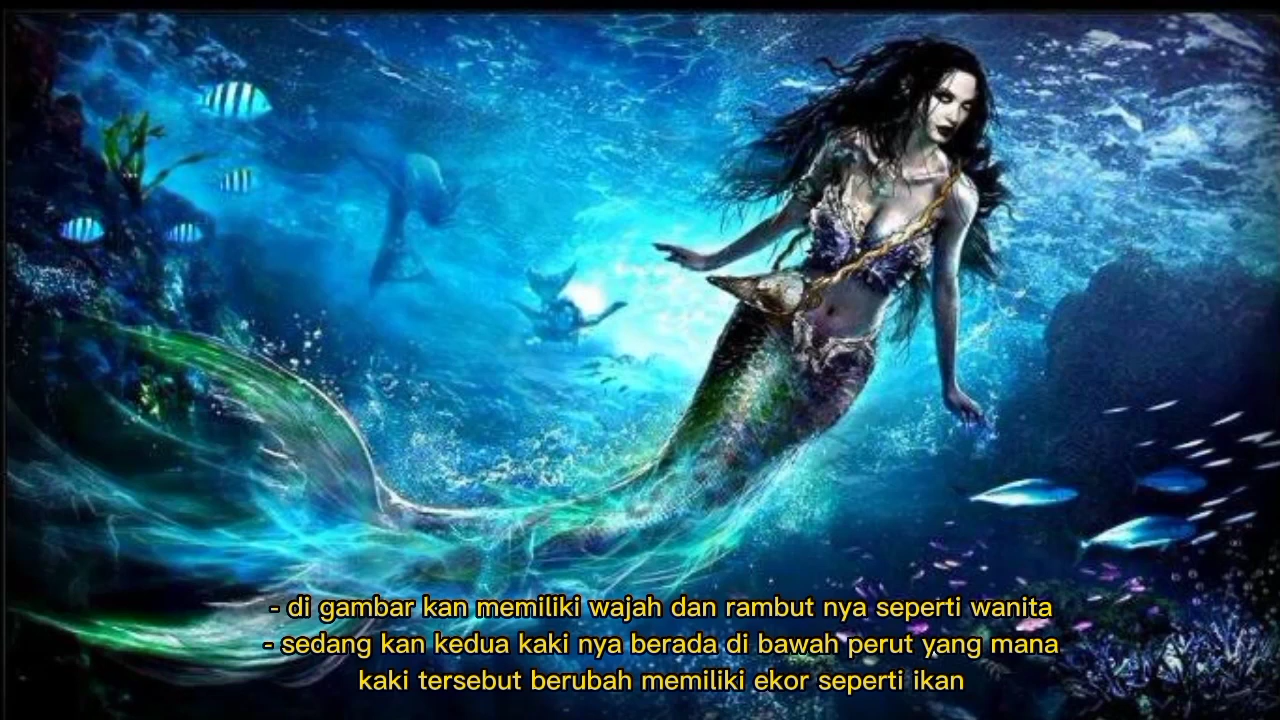 - di gambar kan memiliki wajah dan rambut nya seperti wanita
- sedang kan kedua kaki nya berada di bawah perut yang mana
kaki tersebut berubah memiliki ekor seperti ikan